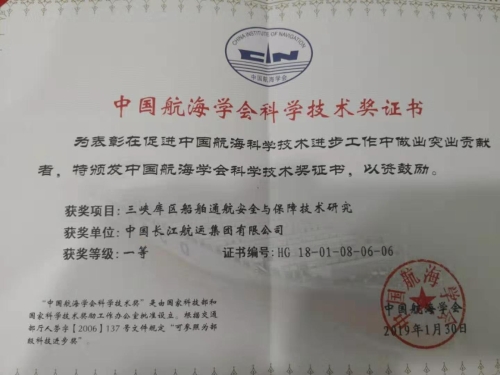 CHINA INSTITUTE OF NAVIGATION
CIN
中国航海学会
中国航海学会科学技术奖证书
为表彰在促进中国航海科学技术进步工作中做出突出贡献
者，特颁发中国航海学会科学技术奖证书，以资鼓励。
获奖项目：三峡库区船舶通航安全与保障技术研究
获奖单位：中国长江航运集团有限公司
获奖等级：一等 证书编号：HG 18-01-08-06-06
“中国航海学会科学技术奖”是由国家科技部和
国家科学技术奖励工作办公室批准设立。根据交通
部厅人劳字【2006】137 号文件规定“可参照为部
级科技进步奖”
中国航海学会
中国航海学会
2019年1月30日